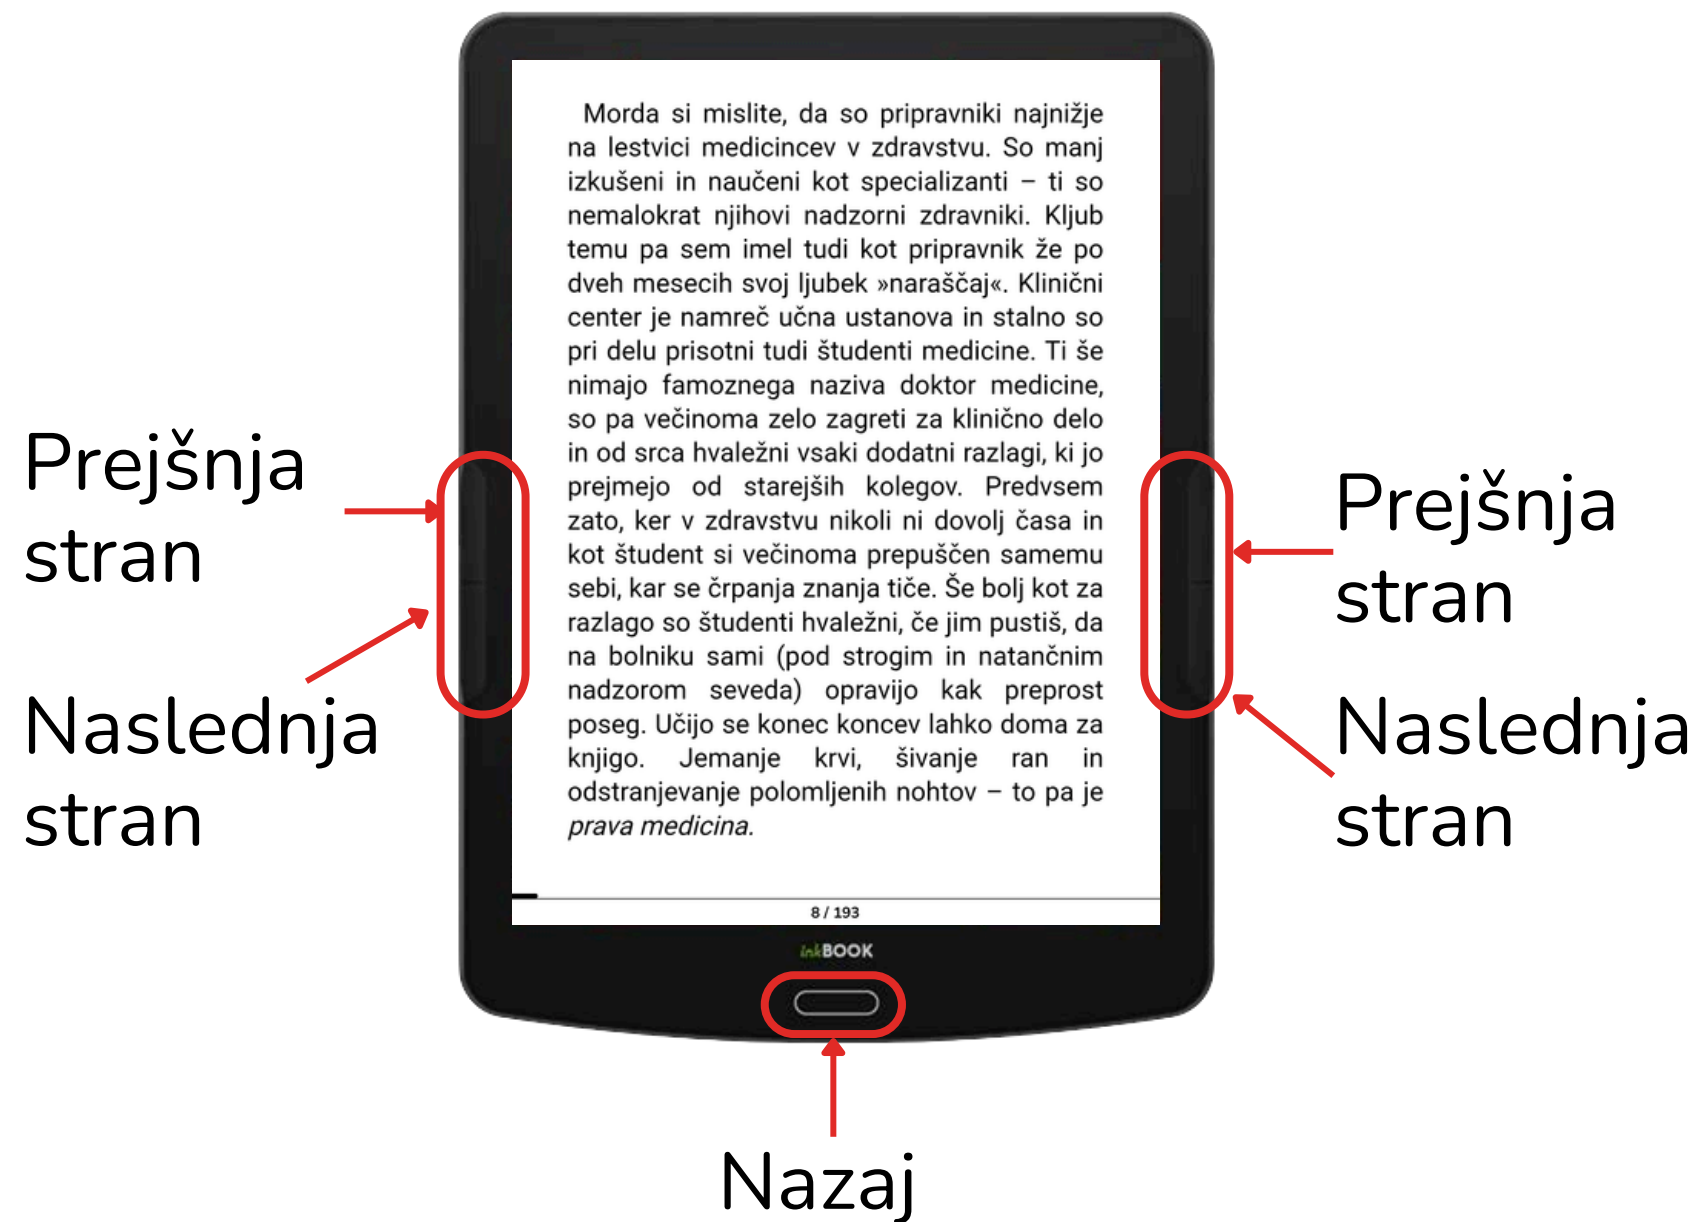 Morda si mislite, da so pripravniki najnižje
na lestvici medicincev v zdravstvu. So manj
izkušeni in naučeni kot specializanti – ti so
nemalokrat njihovi nadzorni zdravniki. Kljub
temu pa sem imel tudi kot pripravnik že po
dveh mesecih svoj ljubek »naraščaj«. Klinični
center je namreč učna ustanova in stalno so
pri delu prisotni tudi študenti medicine. Ti še
nimajo famoznega naziva doktor medicine,
so pa večinoma zelo zagreti za klinično delo
in od srca hvaležni vsaki dodatni razlagi, ki jo
prejmejo od starejših kolegov. Predvsem
zato, ker v zdravstvu nikoli ni dovolj časa in
kot študent si večinoma prepuščen samemu
sebi, kar se črpanja znanja tiče. Še bolj kot za
razlago so študenti hvaležni, če jim pustiš, da
na bolniku sami (pod strogim in natančnim
nadzorom seveda) opravijo kak preprost
poseg. Učijo se konec koncev lahko doma za
knjigo. Jemanje krvi, šivanje ran in
odstranjevanje polomljenih nohtov – to pa je
prava medicina.
8 / 193
inkBOOK
Prejšnja
stran
Naslednja
stran
Prejšnja
stran
Naslednja
stran
Nazaj